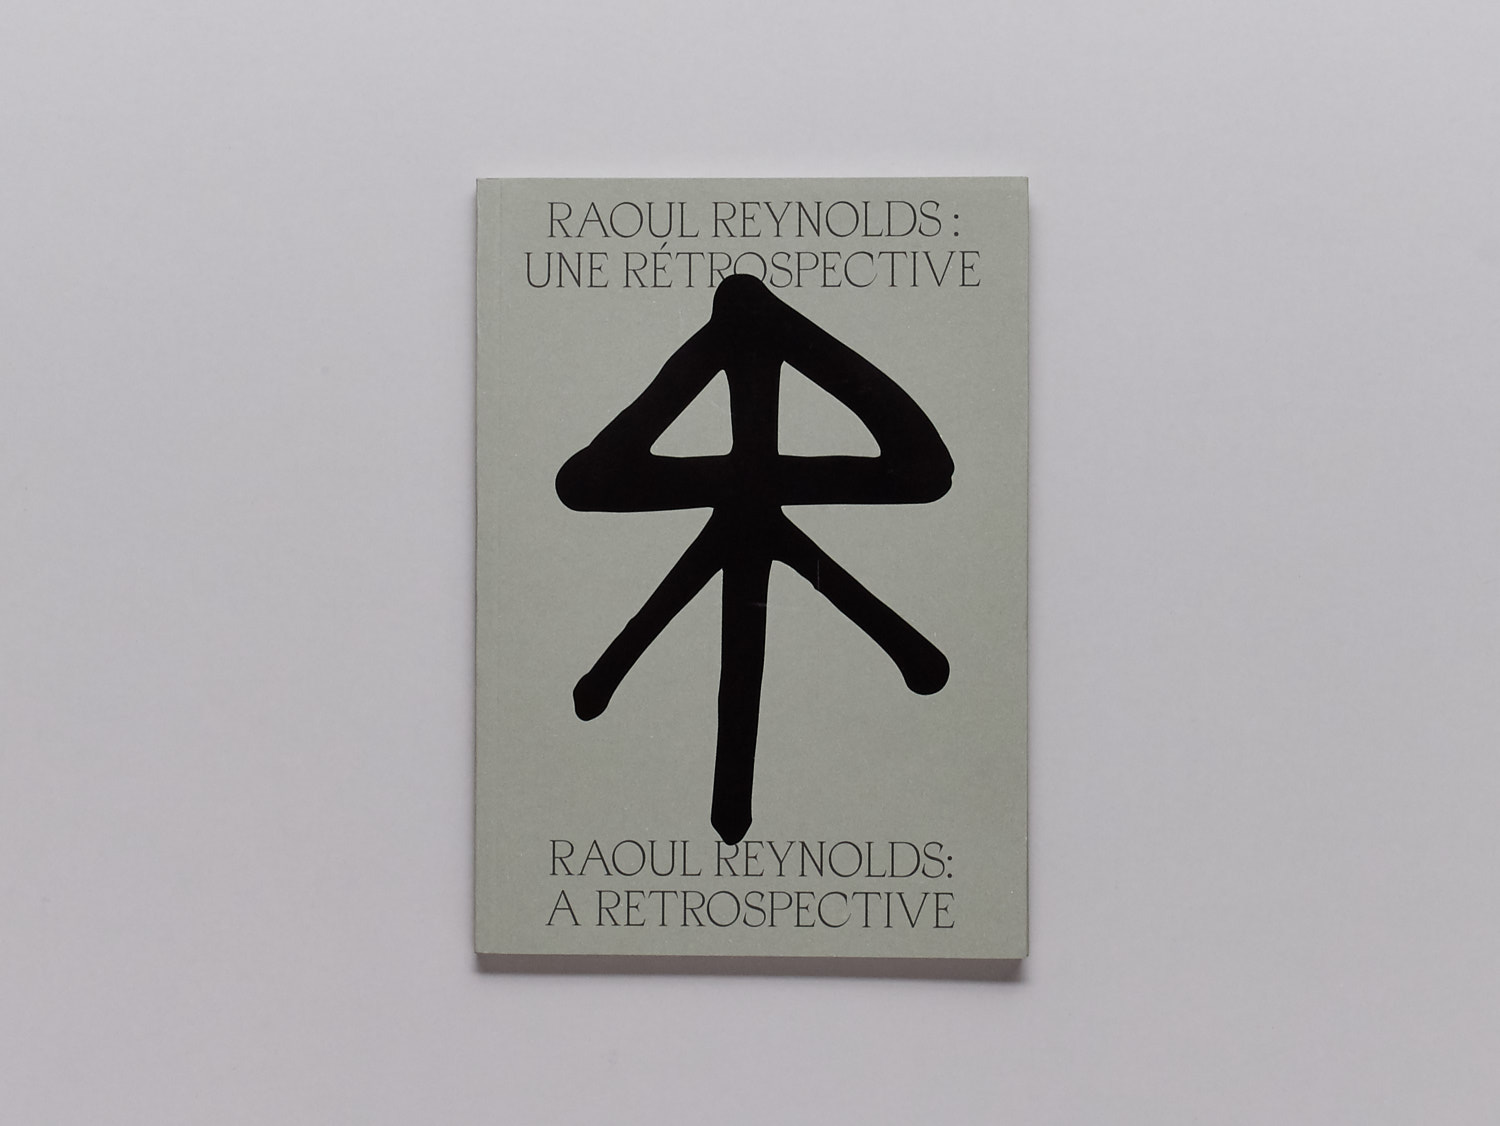 RAOUL REYNOLDS :
UNE RÉTROSPECTIVE
RAOUL REYNOLDS:
A RETROSPECTIVE